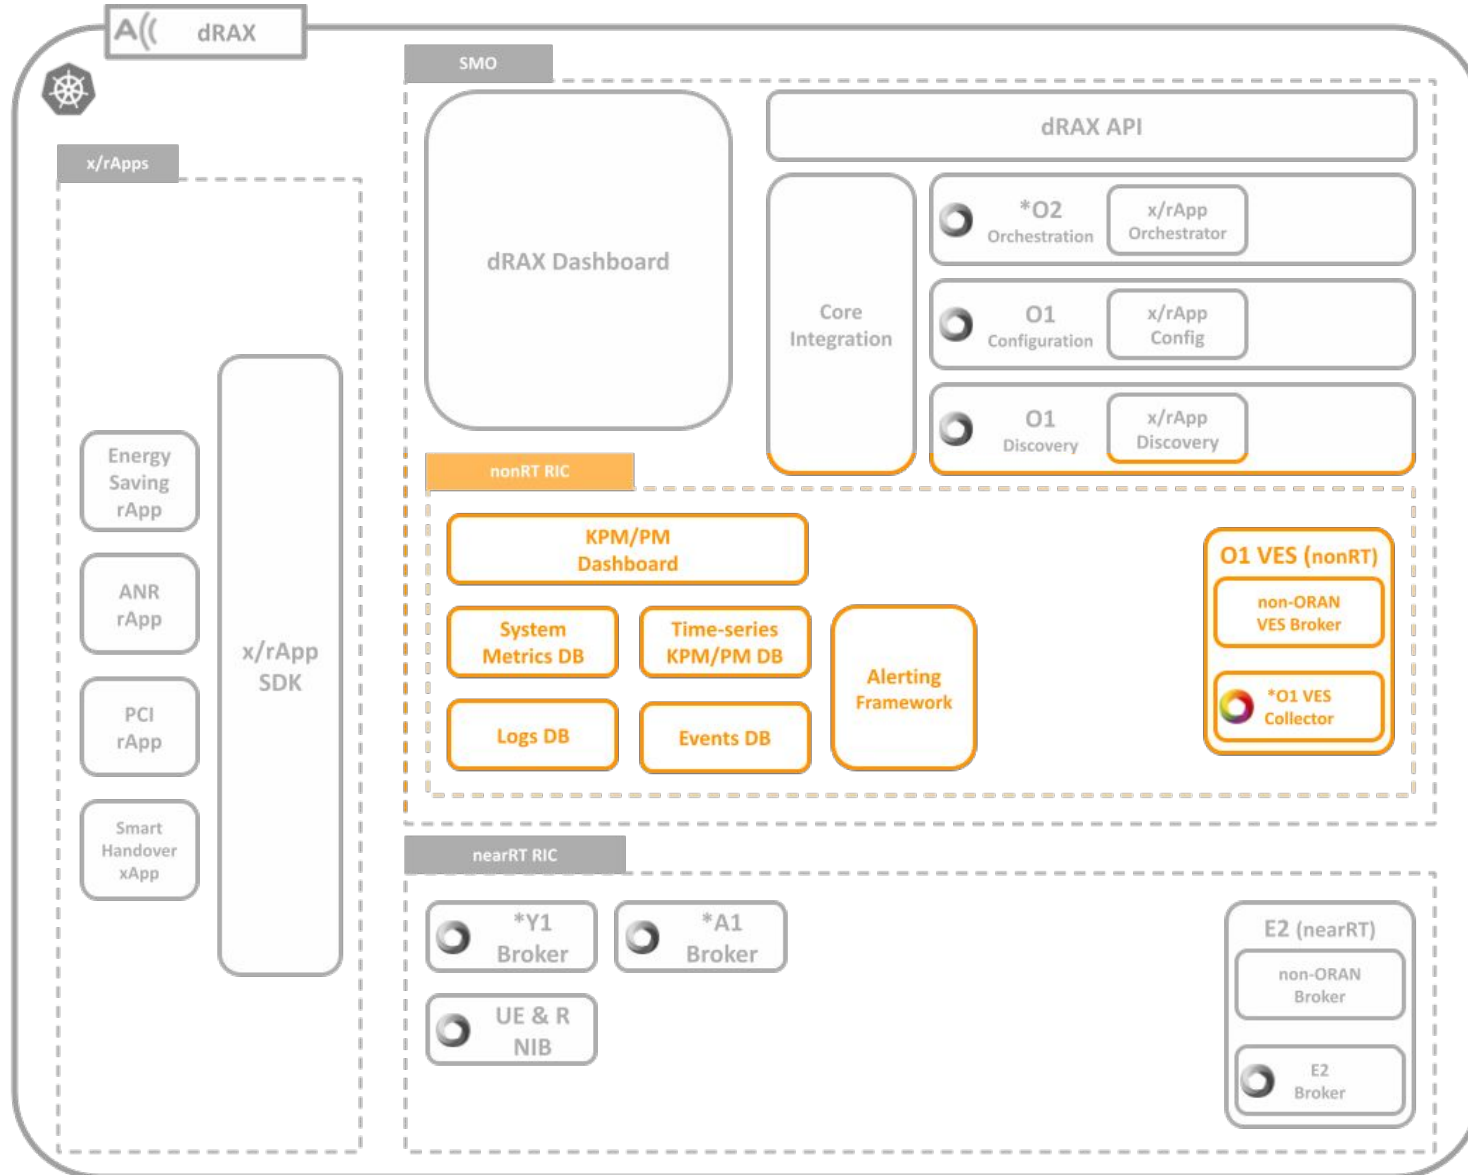 dRAX
SMO
dRAX API
x/rApps
dRAX Dashboard
Core
Integration
*O2
Orchestration
x/rApp
Orchestrator
O1
Configuration
x/rApp
Config
O1
Discovery
x/rApp
Discovery
Energy
Saving
rApp
ANR
rApp
PCI
rApp
Smart
Handover
xApp
x/rApp
SDK
nonRT RIC
KPM/PM
Dashboard
System
Metrics DB
Time-series
KPM/PM DB
Logs DB
Events DB
Alerting
Framework
O1 VES (nonRT)
non-ORAN
VES Broker
*O1 VES
Collector
nearRT RIC
*Y1
Broker
*A1
Broker
UE & R
NIB
E2 (nearRT)
non-ORAN
Broker
E2
Broker